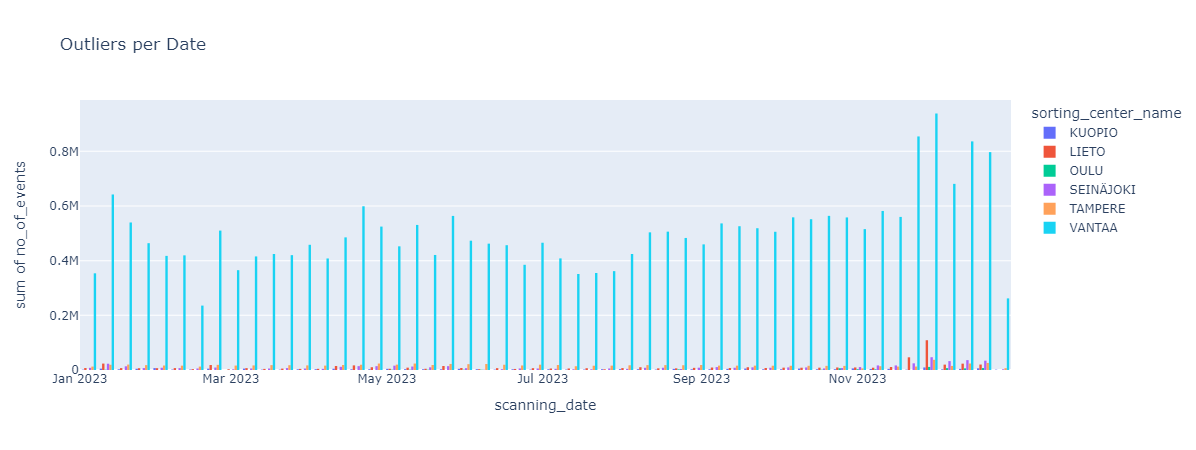 Outliers per Date
sum of no_of_events
0.8M
0.6M
0.4M
0.2M
0
Jan 2023
Mar 2023
May 2023
Jul 2023
Sep 2023
Nov 2023
scanning_date
sorting_center_name
KUOPIO
LIETO
OULU
SEINÄJOKI
TAMPERE
VANTAA